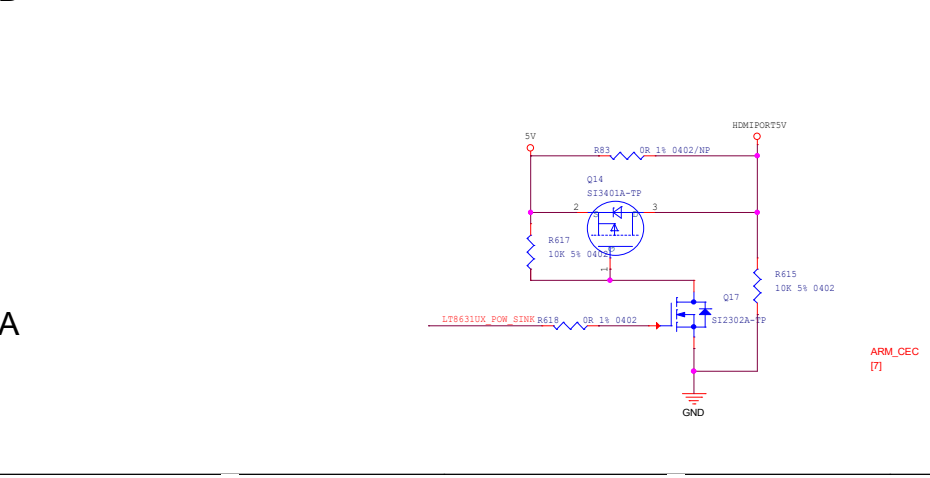 HDMIPORT5V
5V
R83 0R 1% 0402/NP
Q14
SI3401A-TP
2 3
R617
10K 5% 0402
1
R615
10K 5% 0402
Q17
LT8631UX_POW_SINK R618 0R 1% 0402 SI2302A-TP
A
ARM_CEC
[7]
GND